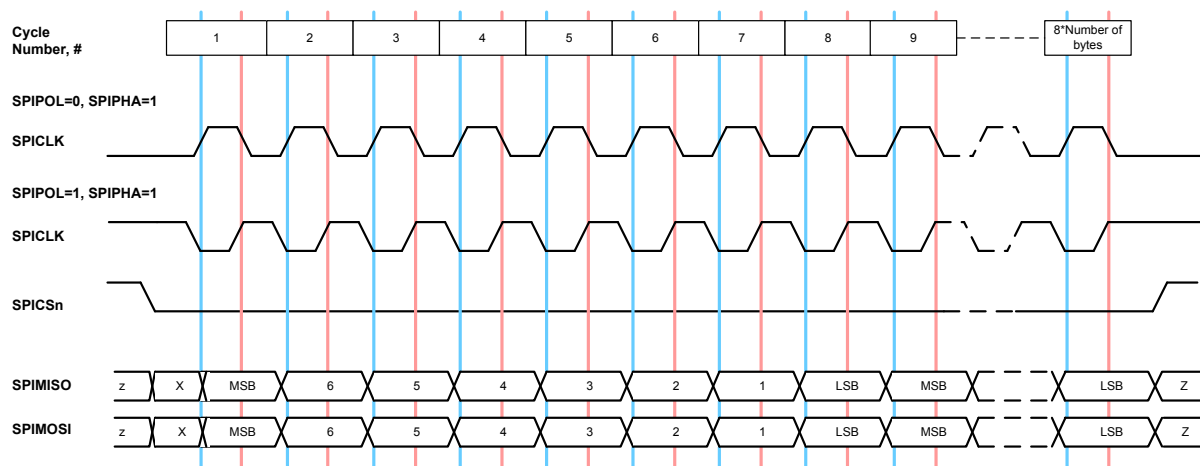 Cycle
Number, #
1 2 3 4 5 6 7 8 9
8*Number of
bytes
SPIPOL=0, SPIPHA=1
SPICLK
SPIPOL=1, SPIPHA=1
SPICLK
SPICSn
SPIMISO z X MSB 6 5 4 3 2 1 LSB MSB LSB Z
SPIMOSI z X MSB 6 5 4 3 2 1 LSB MSB LSB Z